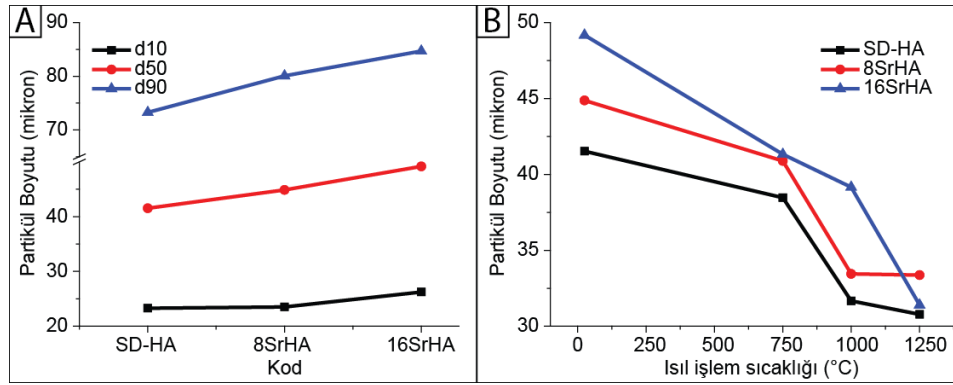 A
90
80
70
40
30
20
Partikül Boyutu (mikron)
d10
d50
d90
SD-HA
8SrHA
16SrHA
Kod
B
50
45
40
35
30
Partikül Boyutu (mikron)
SD-HA
8SrHA
16SrHA
0
250
500
750
1000
1250
Isıl işlem sıcaklığı (°C)